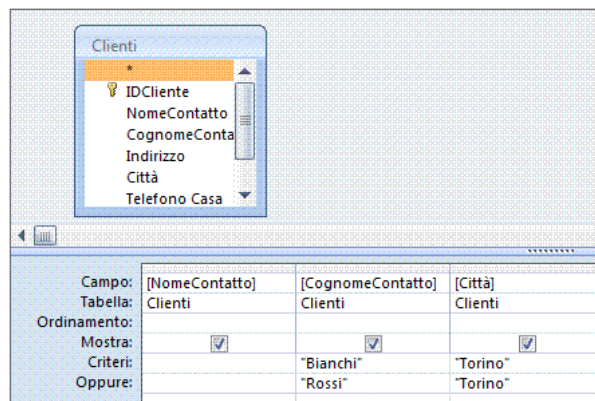 Clienti
*
IDCliente
NomeContatto
CognomeConta
Indirizzo
Città
Telefono Casa
Campo: [NomeContatto] [CognomeContatto] [Città]
Tabella: Clienti Clienti Clienti
Ordinamento:
Mostra:
Criteri: "Bianchi" "Torino"
Oppure: "Rossi" "Torino"